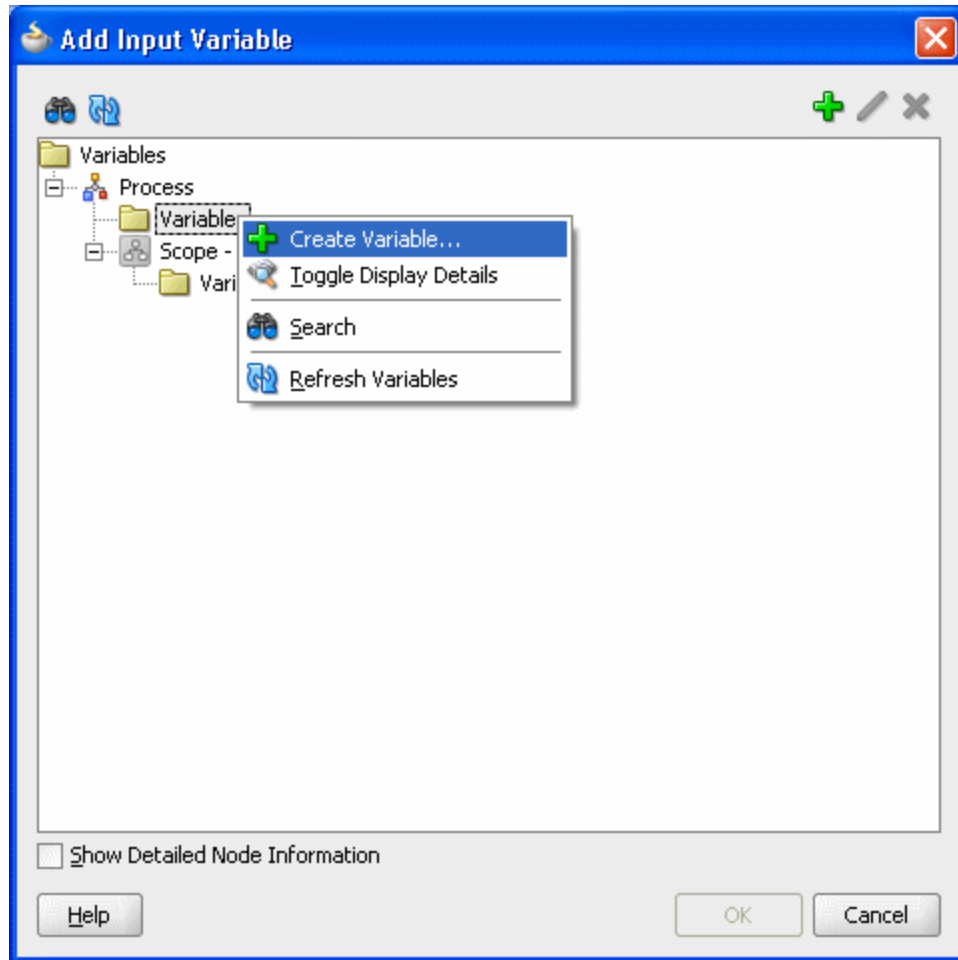 Add Input Variable
Variables
Process
Variable
Create Variable...
Scope -
Toggle Display Details
Vari
Search
Refresh Variables
Show Detailed Node Information
Help
OK
Cancel